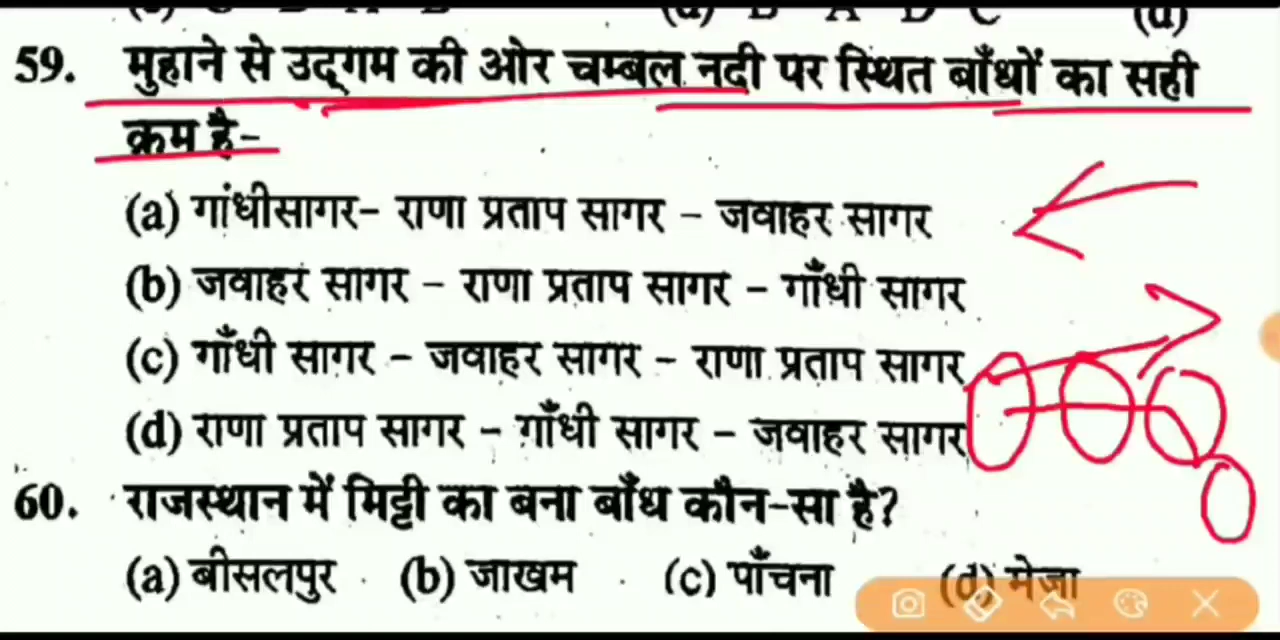 59. मुहाने से उद्गम की ओर चम्बल नदी पर स्थित बाँधों का सही
क्रम है-
(a) गांधीसागर- राणा प्रताप सागर - जवाहर सागर
(b) जवाहर सागर - राणा प्रताप सागर - गाँधी सागर
(c) गाँधी सागर - जवाहर सागर - राणा प्रताप सागर
(d) राणा प्रताप सागर - गाँधी सागर - जवाहर सागर
60. राजस्थान में मिट्टी का बना बाँध कौन-सा है?
(a) बीसलपुर (b) जाखम (c) पाँचना (d) मेजा